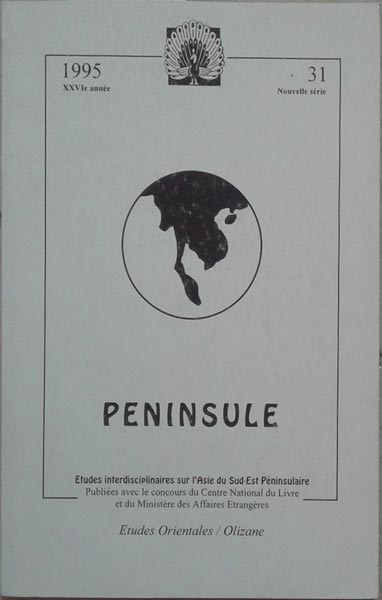 1995
XXVIe année
31
Nouvelle série
PENINSULE
Etudes interdisciplinaires sur l'Asie du Sud-Est Péninsulaire
Publiées avec le concours du Centre National du Livre
et du Ministère des Affaires Etrangères
Etudes Orientales / Olizane